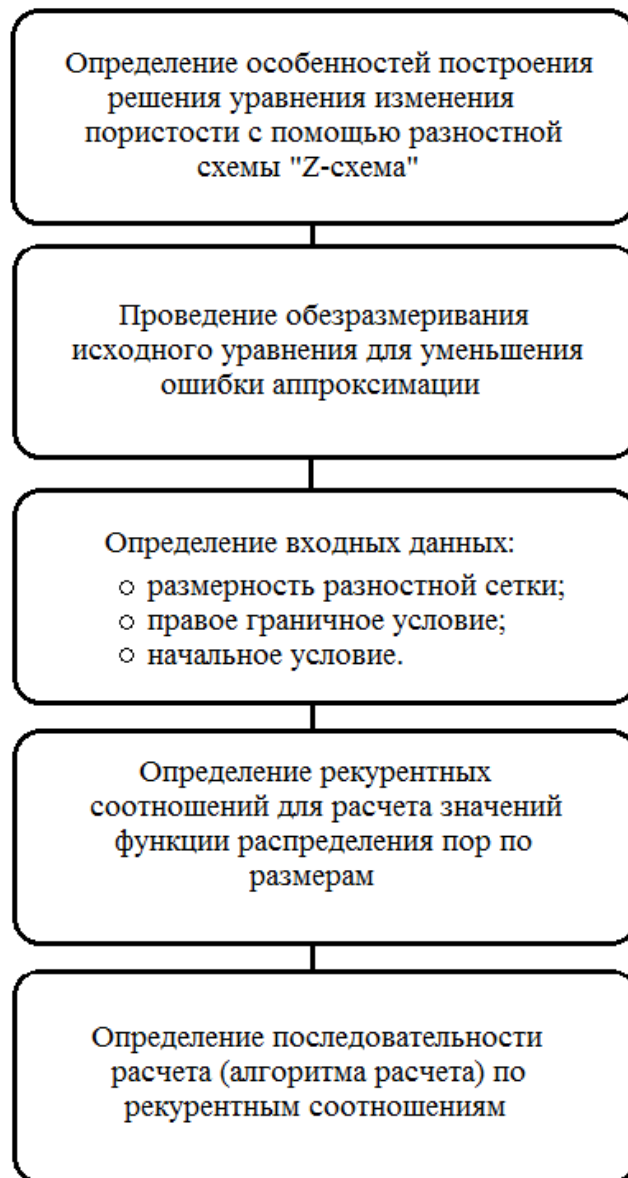 Определение особенностей построения
решения уравнения изменения
пористости с помощью разностной
схемы "Z-схема"
Проведение обезразмеривания
исходного уравнения для уменьшения
ошибки аппроксимации
Определение входных данных:
размерность разностной сетки;
правое граничное условие;
начальное условие.
Определение рекурентных
соотношений для расчета значений
функции распределения пор по
размерам
Определение последовательности
расчета (алгоритма расчета) по
рекурентным соотношениям